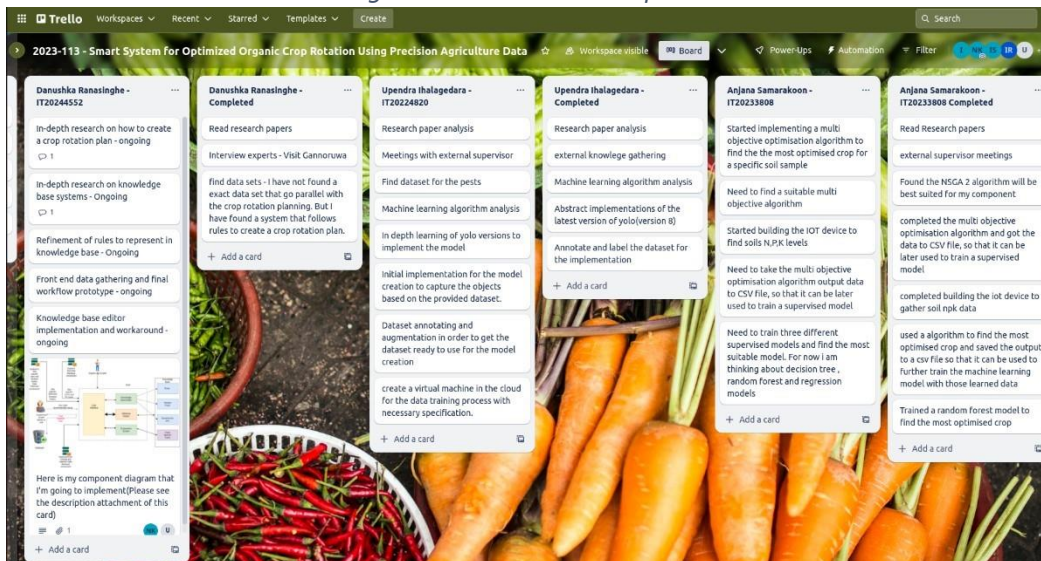 Trello
Workspaces
Recent
Starred
Templates
Create
Search
2023-113 - Smart System for Optimized Organic Crop Rotation Using Precision Agriculture Data
Workspace visible
Board
Power-Ups
Automation
Filter
I
NK
TS
IR
U
Danushka Ranasinghe -
IT20244552
In-depth research on how to create
a crop rotation plan - ongoing
1
In-depth research on knowledge
base systems - Ongoing
1
Refinement of rules to represent in
knowledge base - Ongoing
Front end data gathering and final
workflow prototype - ongoing
Knowledge base editor
implementation and workaround -
ongoing
Here is my component diagram that
I'm going to implement(Please see
the description attachment of this
card)
1
NK
U
+ Add a card
Danushka Ranasinghe -
Completed
Read research papers
Interview experts - Visit Gannoruwa
find data sets - I have not found a
exact data set that go parallel with
the crop rotation planning. But I
have found a system that follows
rules to create a crop rotation plan.
+ Add a card
Upendra Ihalagedara -
IT20224820
Research paper analysis
Meetings with external supervisor
Find dataset for the pests
Machine learning algorithm analysis
In depth learning of yolo versions to
implement the model
Initial implementation for the model
creation to capture the objects
based on the provided dataset.
Dataset annotating and
augmentation in order to get the
dataset ready to use for the model
creation
create a virtual machine in the cloud
for the data training process with
necessary specification.
+ Add a card
Upendra Ihalagedara -
Completed
Research paper analysis
external knowlege gathering
Machine learning algorithm analysis
Abstract implementations of the
latest version of yolo(version 8)
Annotate and label the dataset for
the implementation
+ Add a card
Anjana Samarakoon -
IT20233808
Started implementing a multi
objective optimisation algorithm to
find the the most optimised crop for
a specific soil sample
Need to find a suitable multi
objective algorithm
Started building the IOT device to
find soils N,P,K levels
Need to take the multi objective
optimisation algorithm output data
to CSV file, so that it can be later
used to train a supervised model
Need to train three different
supervised models and find the most
suitable model. For now i am
thinking about decision tree ,
random forest and regression
models
+ Add a card
Anjana Samarakoon -
IT20233808 Completed
Read Research papers
external supervisor meetings
Found the NSGA 2 algorithm will be
best suited for my component
completed the multi objective
optimisation algorithm and got the
data to CSV file, so that it can be
later used to train a supervised
model
completed building the iot device to
gather soil npk data
used a algorithm to find the most
optimised crop and saved the output
to a csv file so that it can be used to
further train the machine learning
model with those learned data
Trained a random forest model to
find the most optimised crop
+ Add a card